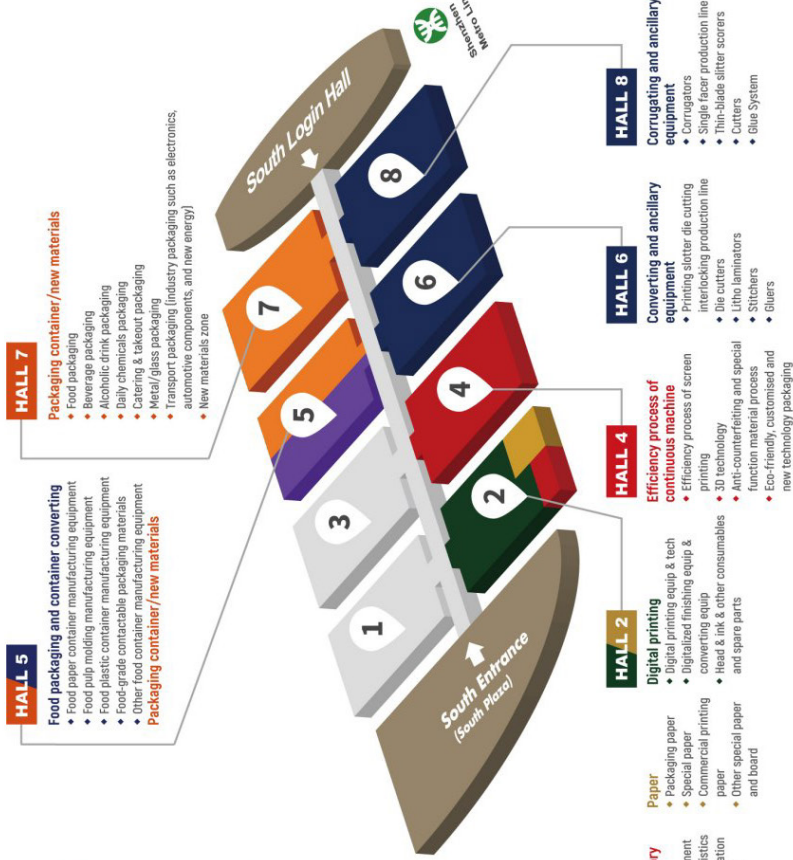 HALL 5
Food packaging and container converting
• Food paper container manufacturing equipment
• Food pulp molding manufacturing equipment
• Food plastic container manufacturing equipment
• Food-grade contactable packaging materials
• Other food container manufacturing equipment
Packaging container/new materials
HALL 7
Packaging container/new materials
• Food packaging
• Beverage packaging
• Alcoholic drink packaging
• Daily chemicals packaging
• Catering & takeout packaging
• Metal/glass packaging
• Transport packaging (industry packaging such as electronics,
automotive components, and new energy)
• New materials zone
South Login Hall
Shenzhen
Metro Lin
7
5
3
1
8
6
4
2
South Entrance
(South Plaza)
ry
ment
istics
ation
Paper
• Packaging paper
• Special paper
• Commercial printing
paper
• Other special paper
and board
HALL 2
Digital printing
• Digital printing equip & tech
• Digitalized finishing equip &
converting equip
• Head & ink & other consumables
and spare parts
HALL 4
Efficiency process of
continuous machine
• Efficiency process of screen
printing
• 3D technology
• Anti-counterfeiting and special
function material process
• Eco-friendly, customised and
new technology packaging
HALL 6
Converting and ancillary
equipment
• Printing slotter die cutting
interlocking production line
• Die cutters
• Litho laminators
• Stitchers
• Gluers
HALL 8
Corrugating and ancillary
equipment
• Corrugators
• Single facer production line
• Thin-blade slitter scorers
• Cutters
• Glue System